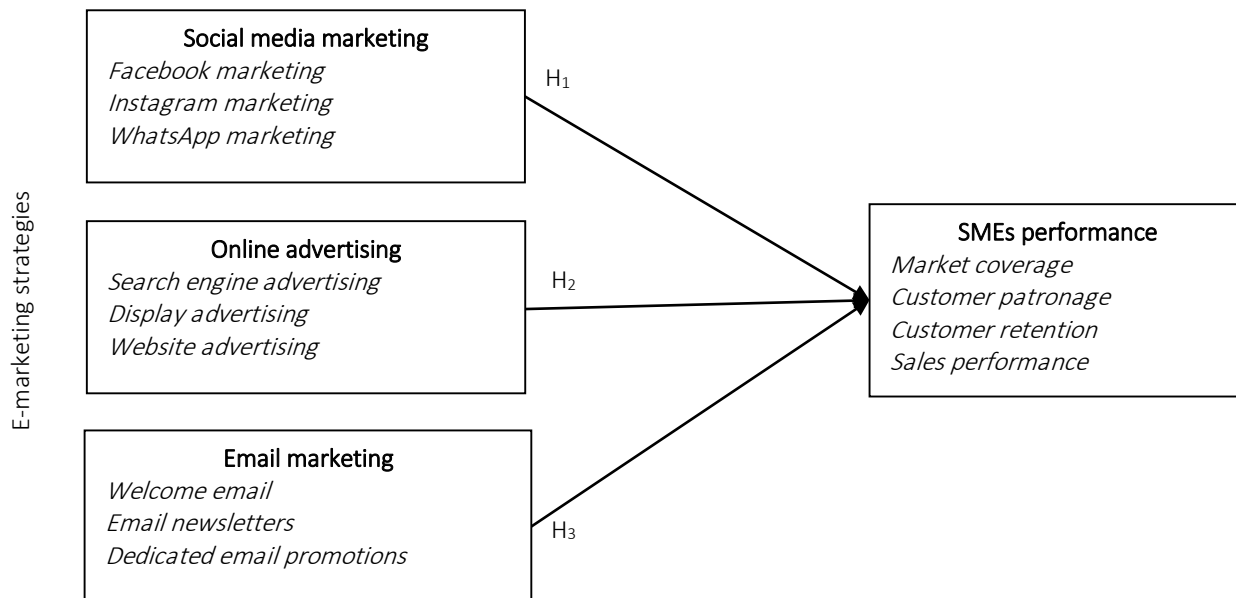 E-marketing strategies
Social media marketing
Facebook marketing
Instagram marketing
WhatsApp marketing
H₁
Online advertising
Search engine advertising
Display advertising
Website advertising
H₂
Email marketing
Welcome email
Email newsletters
Dedicated email promotions
H₃
SMEs performance
Market coverage
Customer patronage
Customer retention
Sales performance